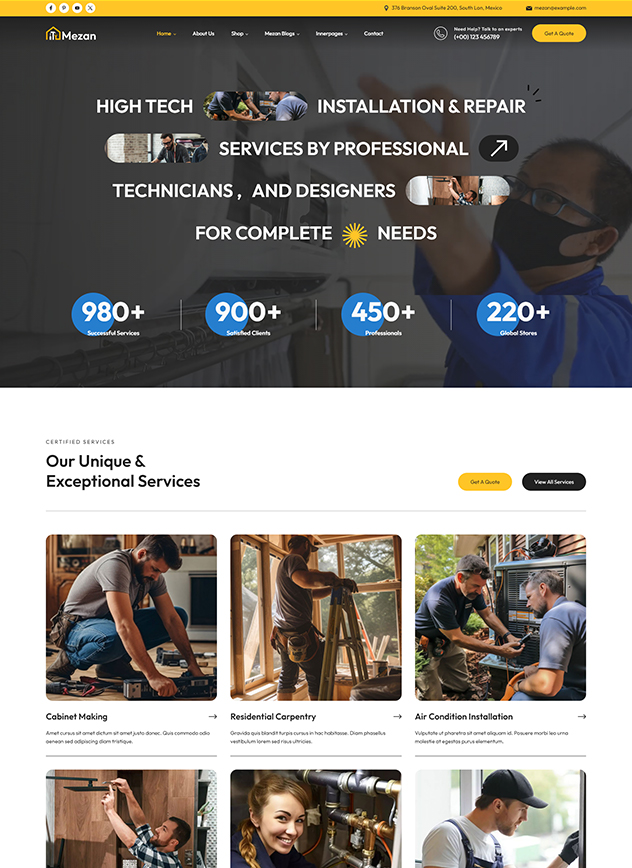 376 Branson Oval Suite 200, South Lon, Mexico
mezan@example.com
Mezan
Home
About Us
Shop
Mezan Blogs
Innerpages
Contact
Need Help? Talk to an experts
(+00) 123 456789
Get A Quote
HIGH TECH INSTALLATION & REPAIR
SERVICES BY PROFESSIONAL
TECHNICIANS , AND DESIGNERS
FOR COMPLETE NEEDS
980+
Successful Services
900+
Satisfied Clients
450+
Professionals
220+
Global Stores
CERTIFIED SERVICES
Our Unique &
Exceptional Services
Get A Quote
View All Services
Cabinet Making
Amet cursus sit amet dictum sit amet justo donec. Quis commodo odio
aenean sed adipiscing diam tristique.
Residential Carpentry
Gravida quis blandit turpis cursus in hac habitasse. Diam phasellus
vestibulum lorem sed risus ultricies.
Air Condition Installation
Vulputate ut pharetra sit amet aliquam id. Posuere morbi leo urna
molestie at egestas purus elementum.